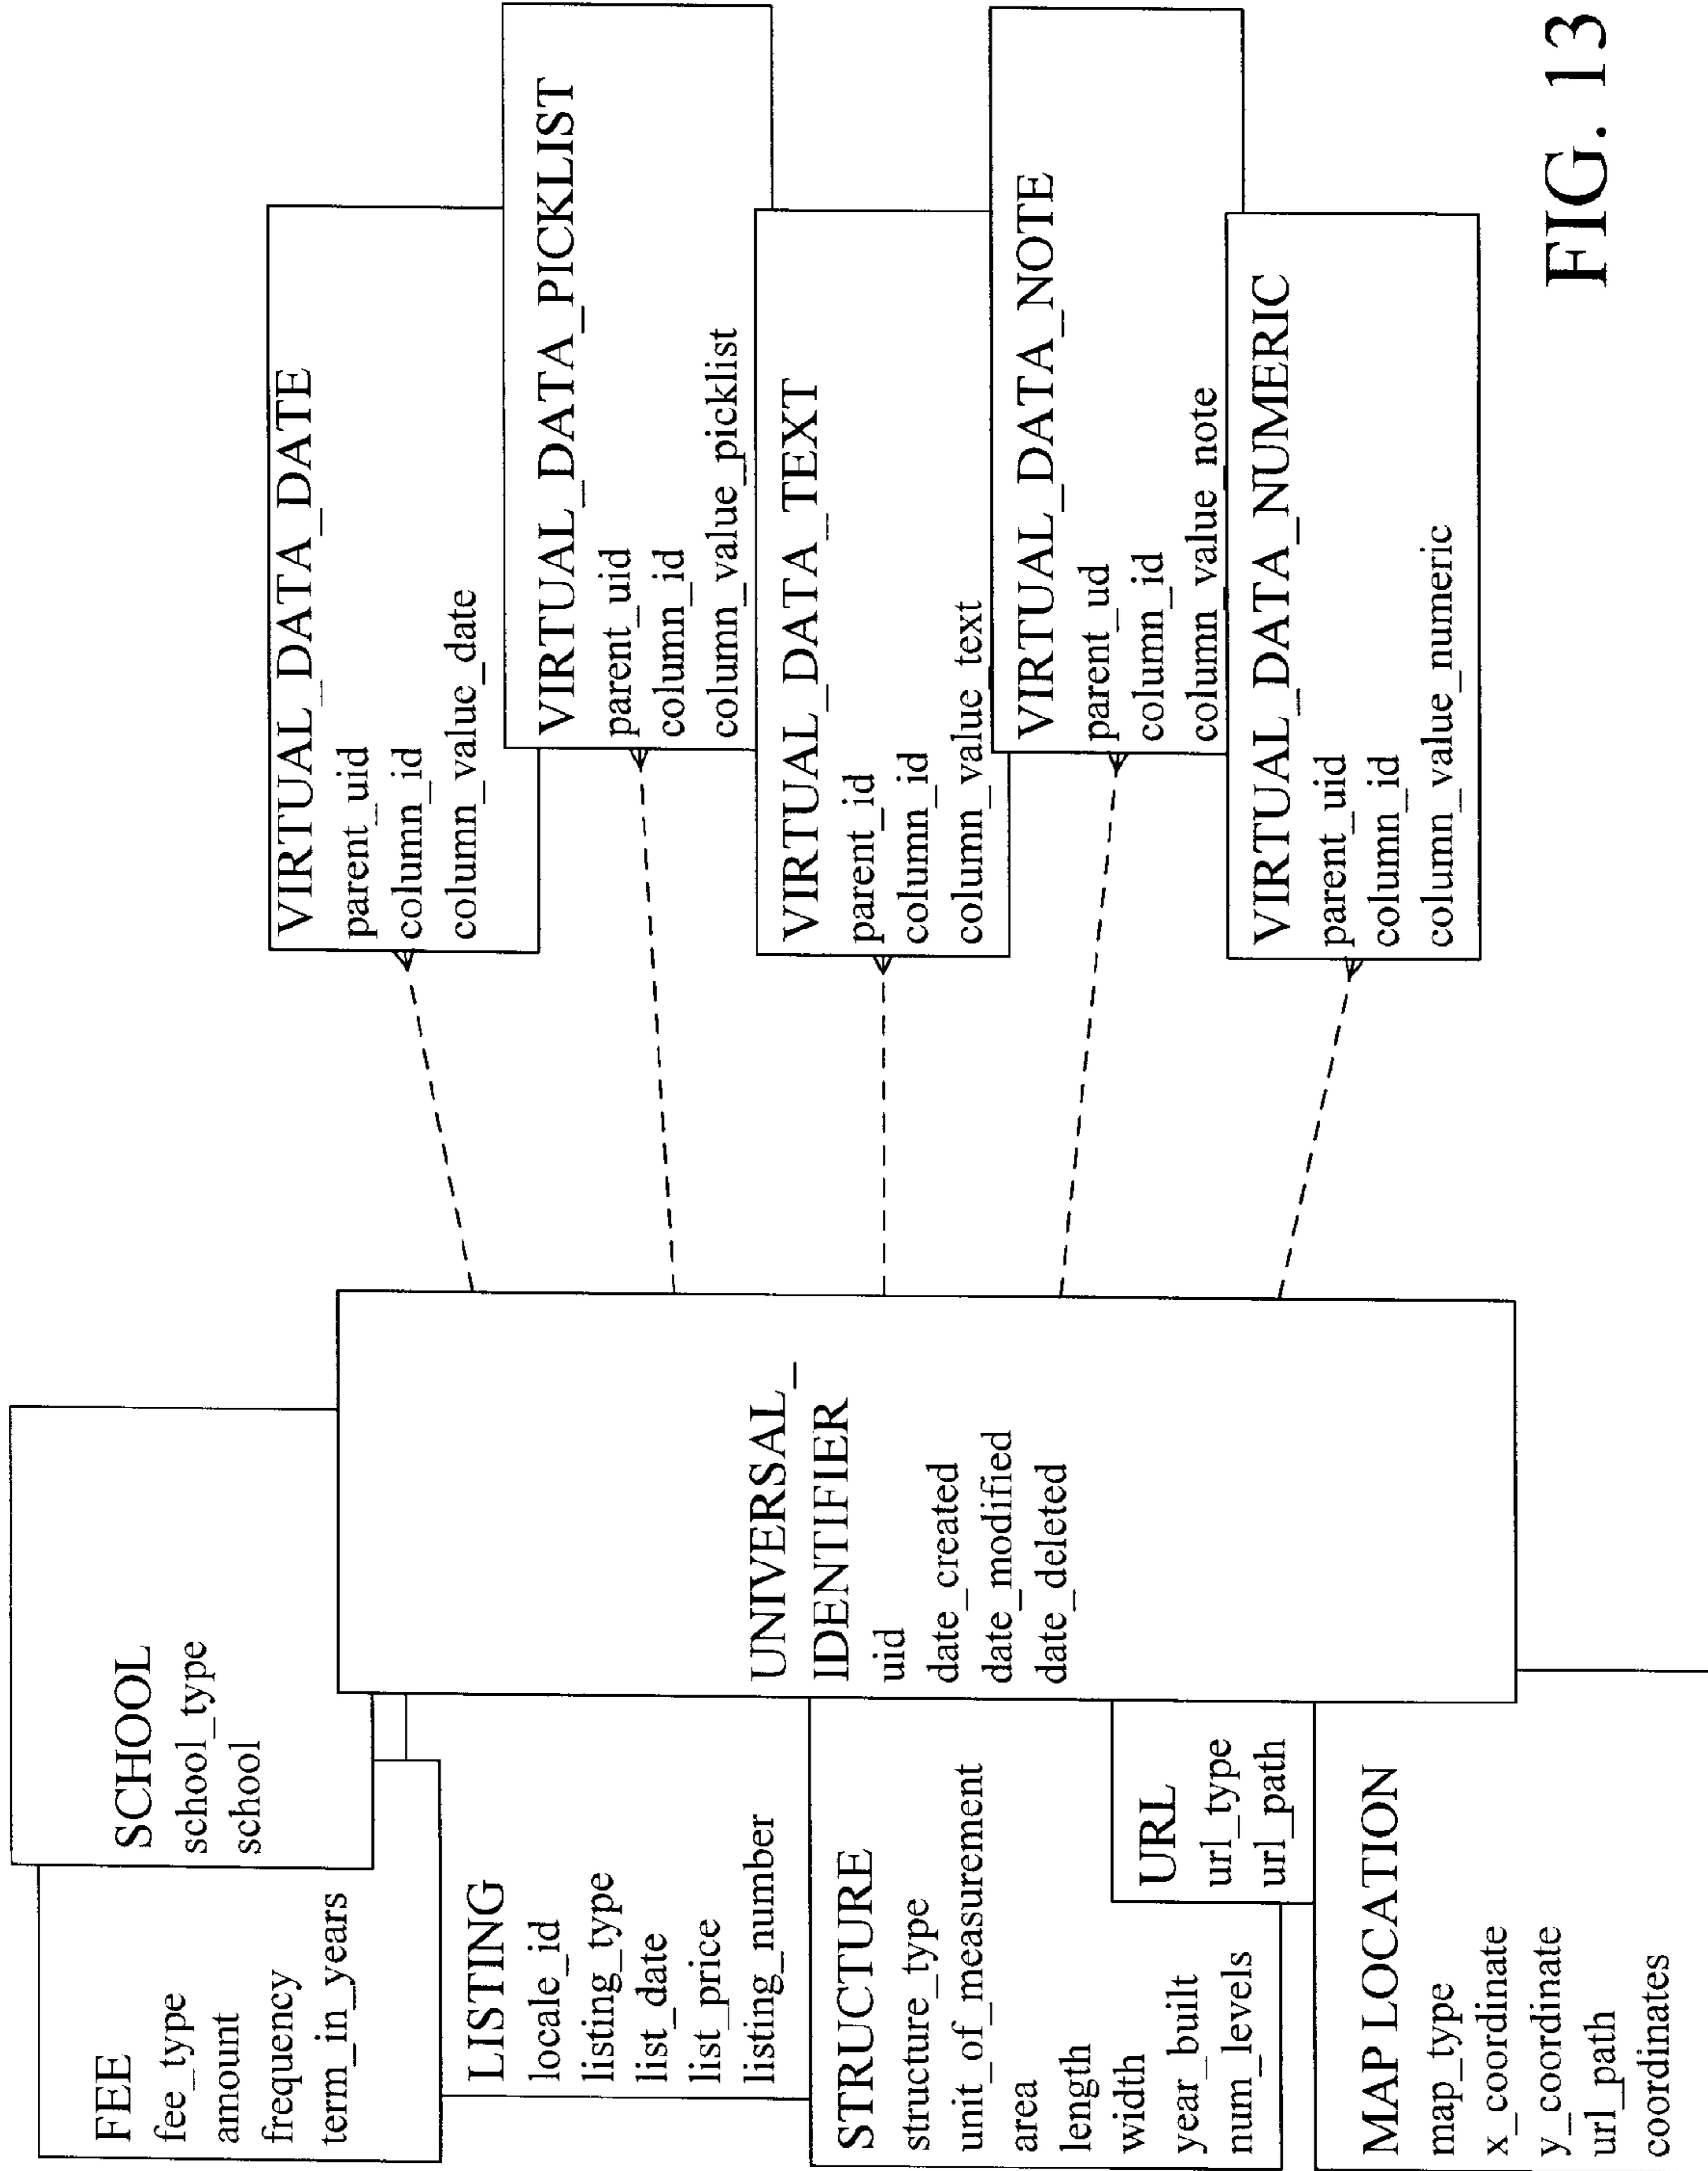 FEE
fee_type
amount
frequency
term_in_years
SCHOOL
school_type
school
LISTING
locale_id
listing_type
list_date
list_price
listing_number
STRUCTURE
structure_type
unit_of_measurement
area
length
width
year_built
num_levels
URL
url_type
url_path
MAP LOCATION
map_type
x_coordinate
y_coordinate
url_path
coordinates
UNIVERSAL_
IDENTIFIER
uid
date_created
date_modified
date_deleted
VIRTUAL_DATA_DATE
parent_uid
column_id
column_value_date
VIRTUAL_DATA_PICKLIST
parent_uid
column_id
column_value_picklist
VIRTUAL_DATA_TEXT
parent_id
column_id
column_value_text
VIRTUAL_DATA_NOTE
parent_ud
column_id
column_value_note
VIRTUAL_DATA_NUMERIC
parent_uid
column_id
column_value_numeric
FIG. 13